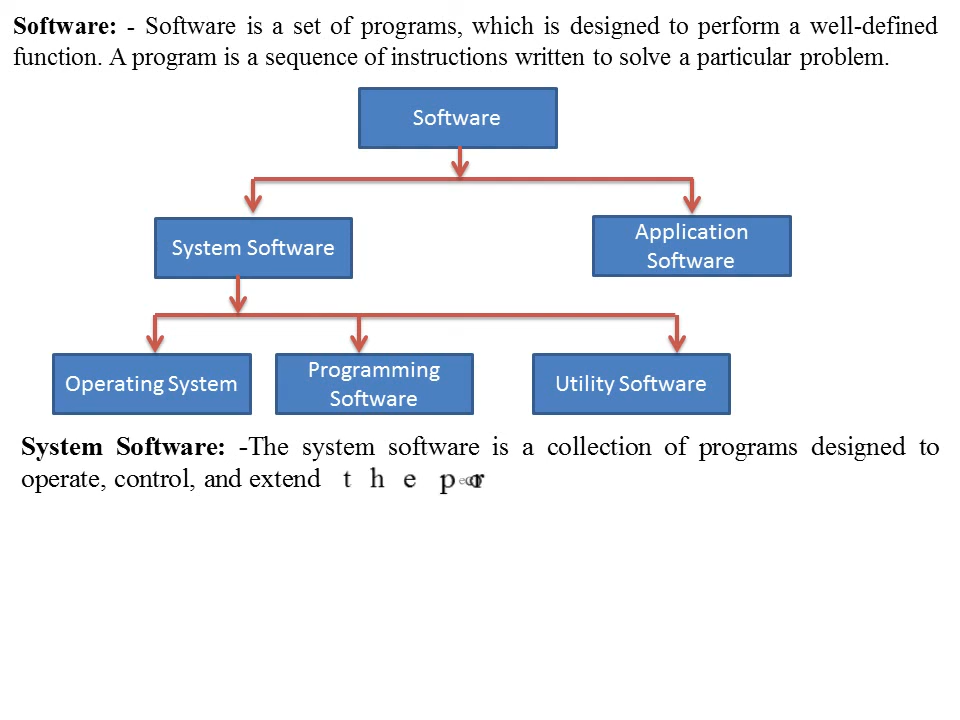 Software: - Software is a set of programs, which is designed to perform a well-defined
function. A program is a sequence of instructions written to solve a particular problem.
Software
System Software
Application
Software
Operating System
Programming
Software
Utility Software
System Software: -The system software is a collection of programs designed to
operate, control, and extend the